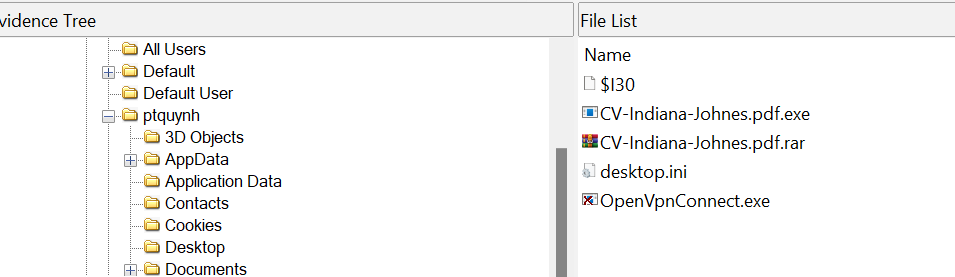 vidence Tree
All Users
Default
Default User
ptquynh
3D Objects
AppData
Application Data
Contacts
Cookies
Desktop
Documents
File List
Name
$I30
CV-Indiana-Johnes.pdf.exe
CV-Indiana-Johnes.pdf.rar
desktop.ini
OpenVpnConnect.exe